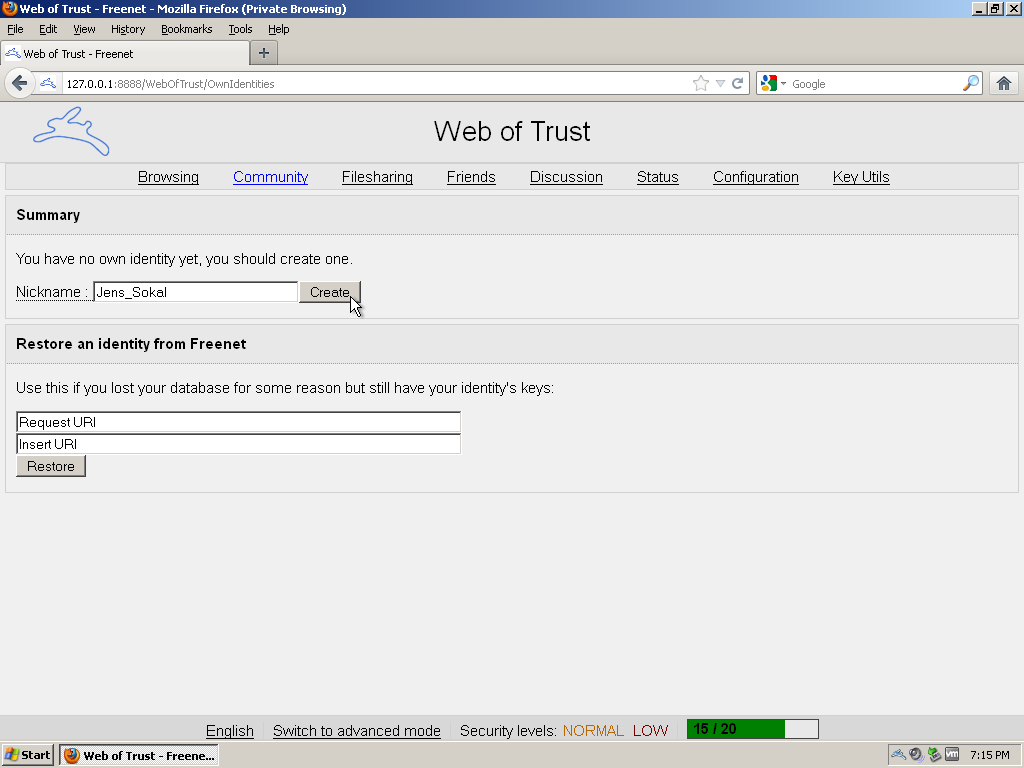 Web of Trust - Freenet - Mozilla Firefox (Private Browsing)
File Edit View History Bookmarks Tools Help
Web of Trust - Freenet
127.0.0.1:8888/WebOfTrust/OwnIdentities Google
Web of Trust
Browsing Community Filesharing Friends Discussion Status Configuration Key Utils
Summary
You have no own identity yet, you should create one.
Nickname : Jens_Sokal Create
Restore an identity from Freenet
Use this if you lost your database for some reason but still have your identity's keys:
Request URI
Insert URI
Restore
English Switch to advanced mode Security levels: NORMAL LOW 15 / 20
Start Web of Trust - Freene... 7:15 PM